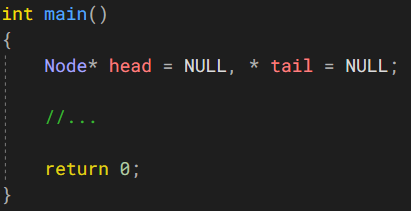 int main()
{
    Node* head = NULL, * tail = NULL;
    //...
    return 0;
}